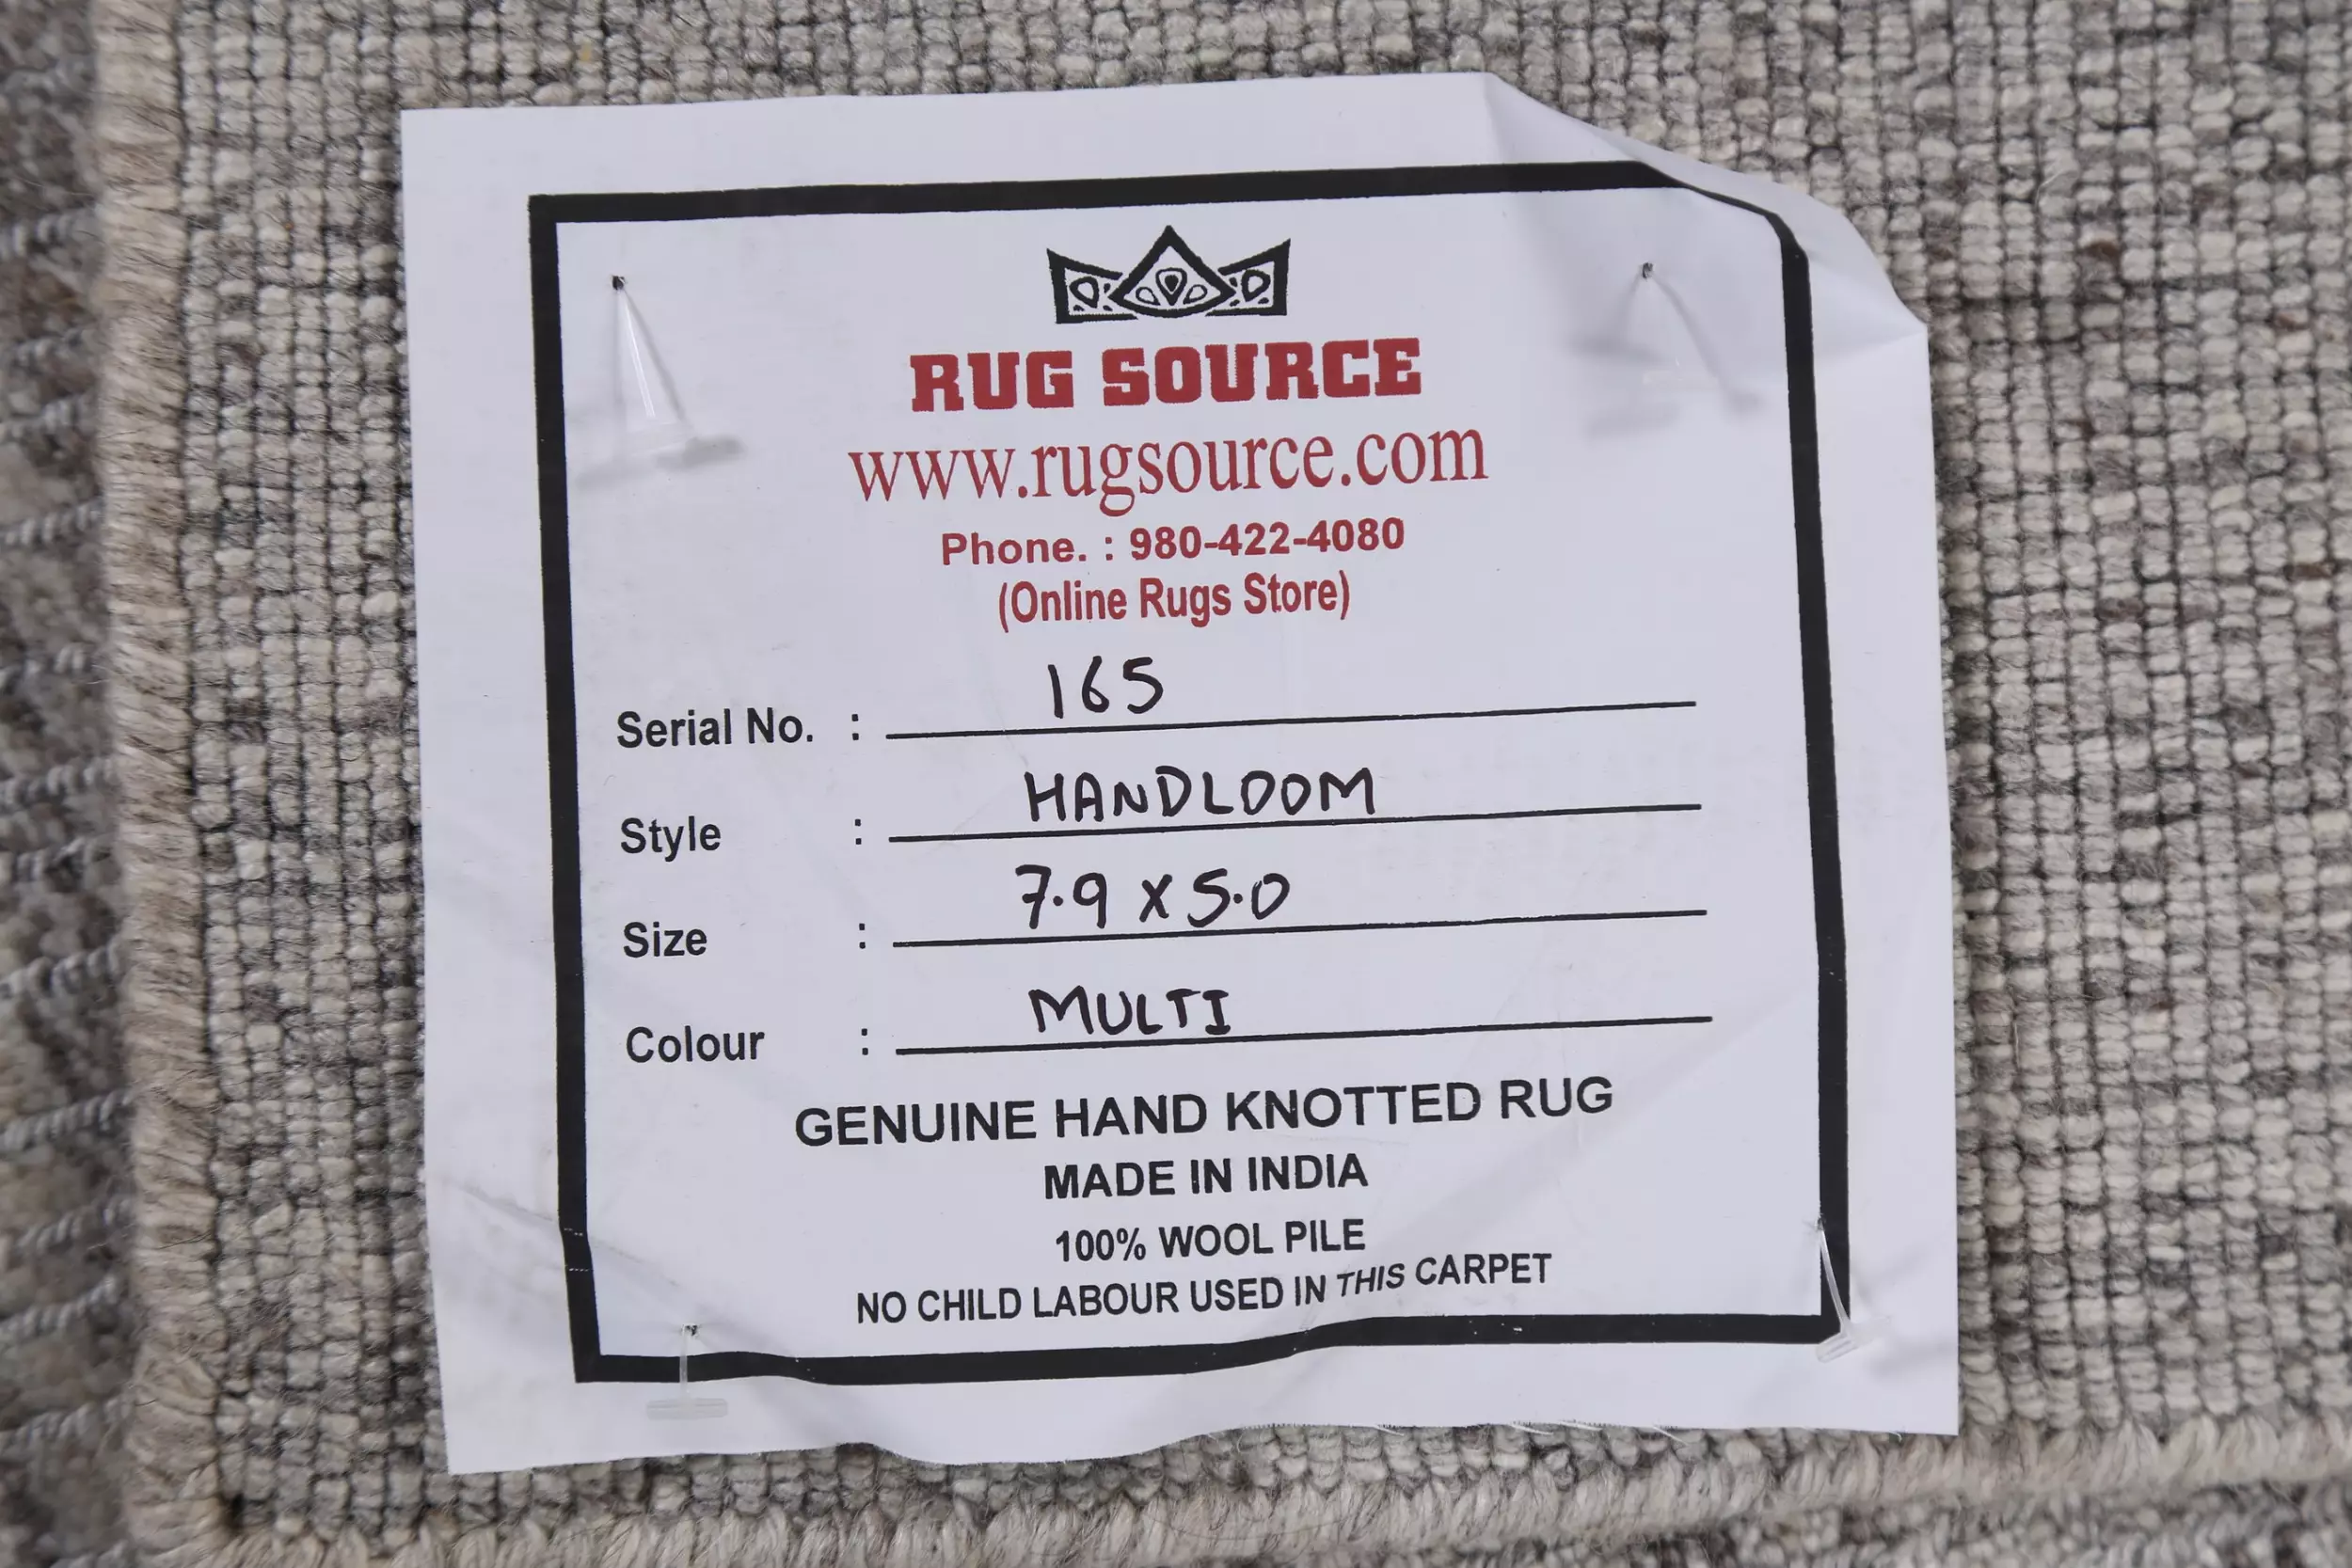 RUG SOURCE
www.rugsource.com
Phone. : 980-422-4080
(Online Rugs Store)
Serial No. : 165
Style : HANDLOOM
Size : 7.9 X 5.0
Colour : MULTI
GENUINE HAND KNOTTED RUG
MADE IN INDIA
100% WOOL PILE
NO CHILD LABOUR USED IN THIS CARPET